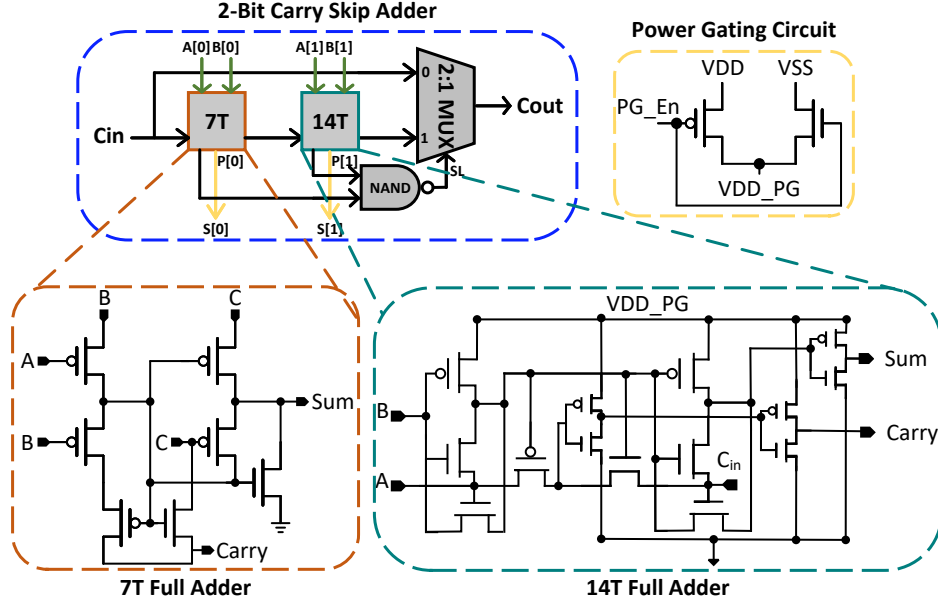 2-Bit Carry Skip Adder
A[0] B[0]
A[1] B[1]
0
2:1 MUX
Cin
7T
14T
1
Cout
P[0]
P[1]
SL
NAND
S[0]
S[1]
Power Gating Circuit
VDD
VSS
PG_En
VDD_PG
B
C
A
Sum
B
C
Carry
7T Full Adder
VDD_PG
Sum
B
Carry
A
Cin
14T Full Adder